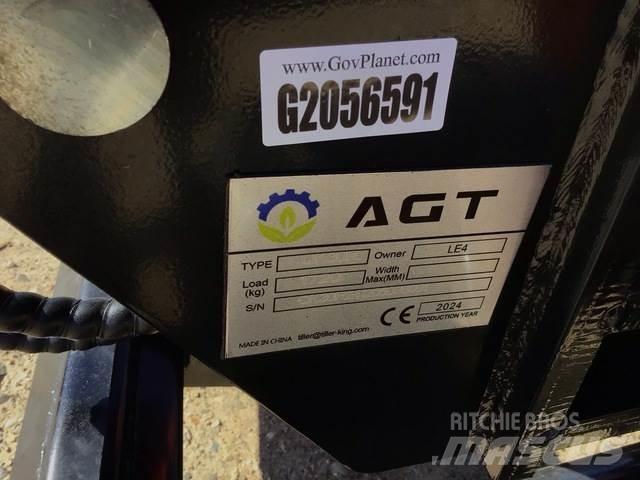 www.GovPlanet.com
G2056591
AGT
TYPE Owner LE4
Load (kg) Width Max(MM)
S/N
CE 2024
PRODUCTION YEAR
MADE IN CHINA tiller@tiller-king.com
RITCHIE BROS
MASCUS